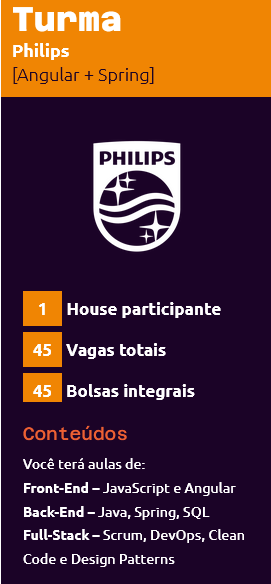 Turma
Philips
[Angular + Spring]
PHILIPS
1 House participante
45 Vagas totais
45 Bolsas integrais
Conteúdos
Você terá aulas de:
Front-End – JavaScript e Angular
Back-End – Java, Spring, SQL
Full-Stack – Scrum, DevOps, Clean
Code e Design Patterns